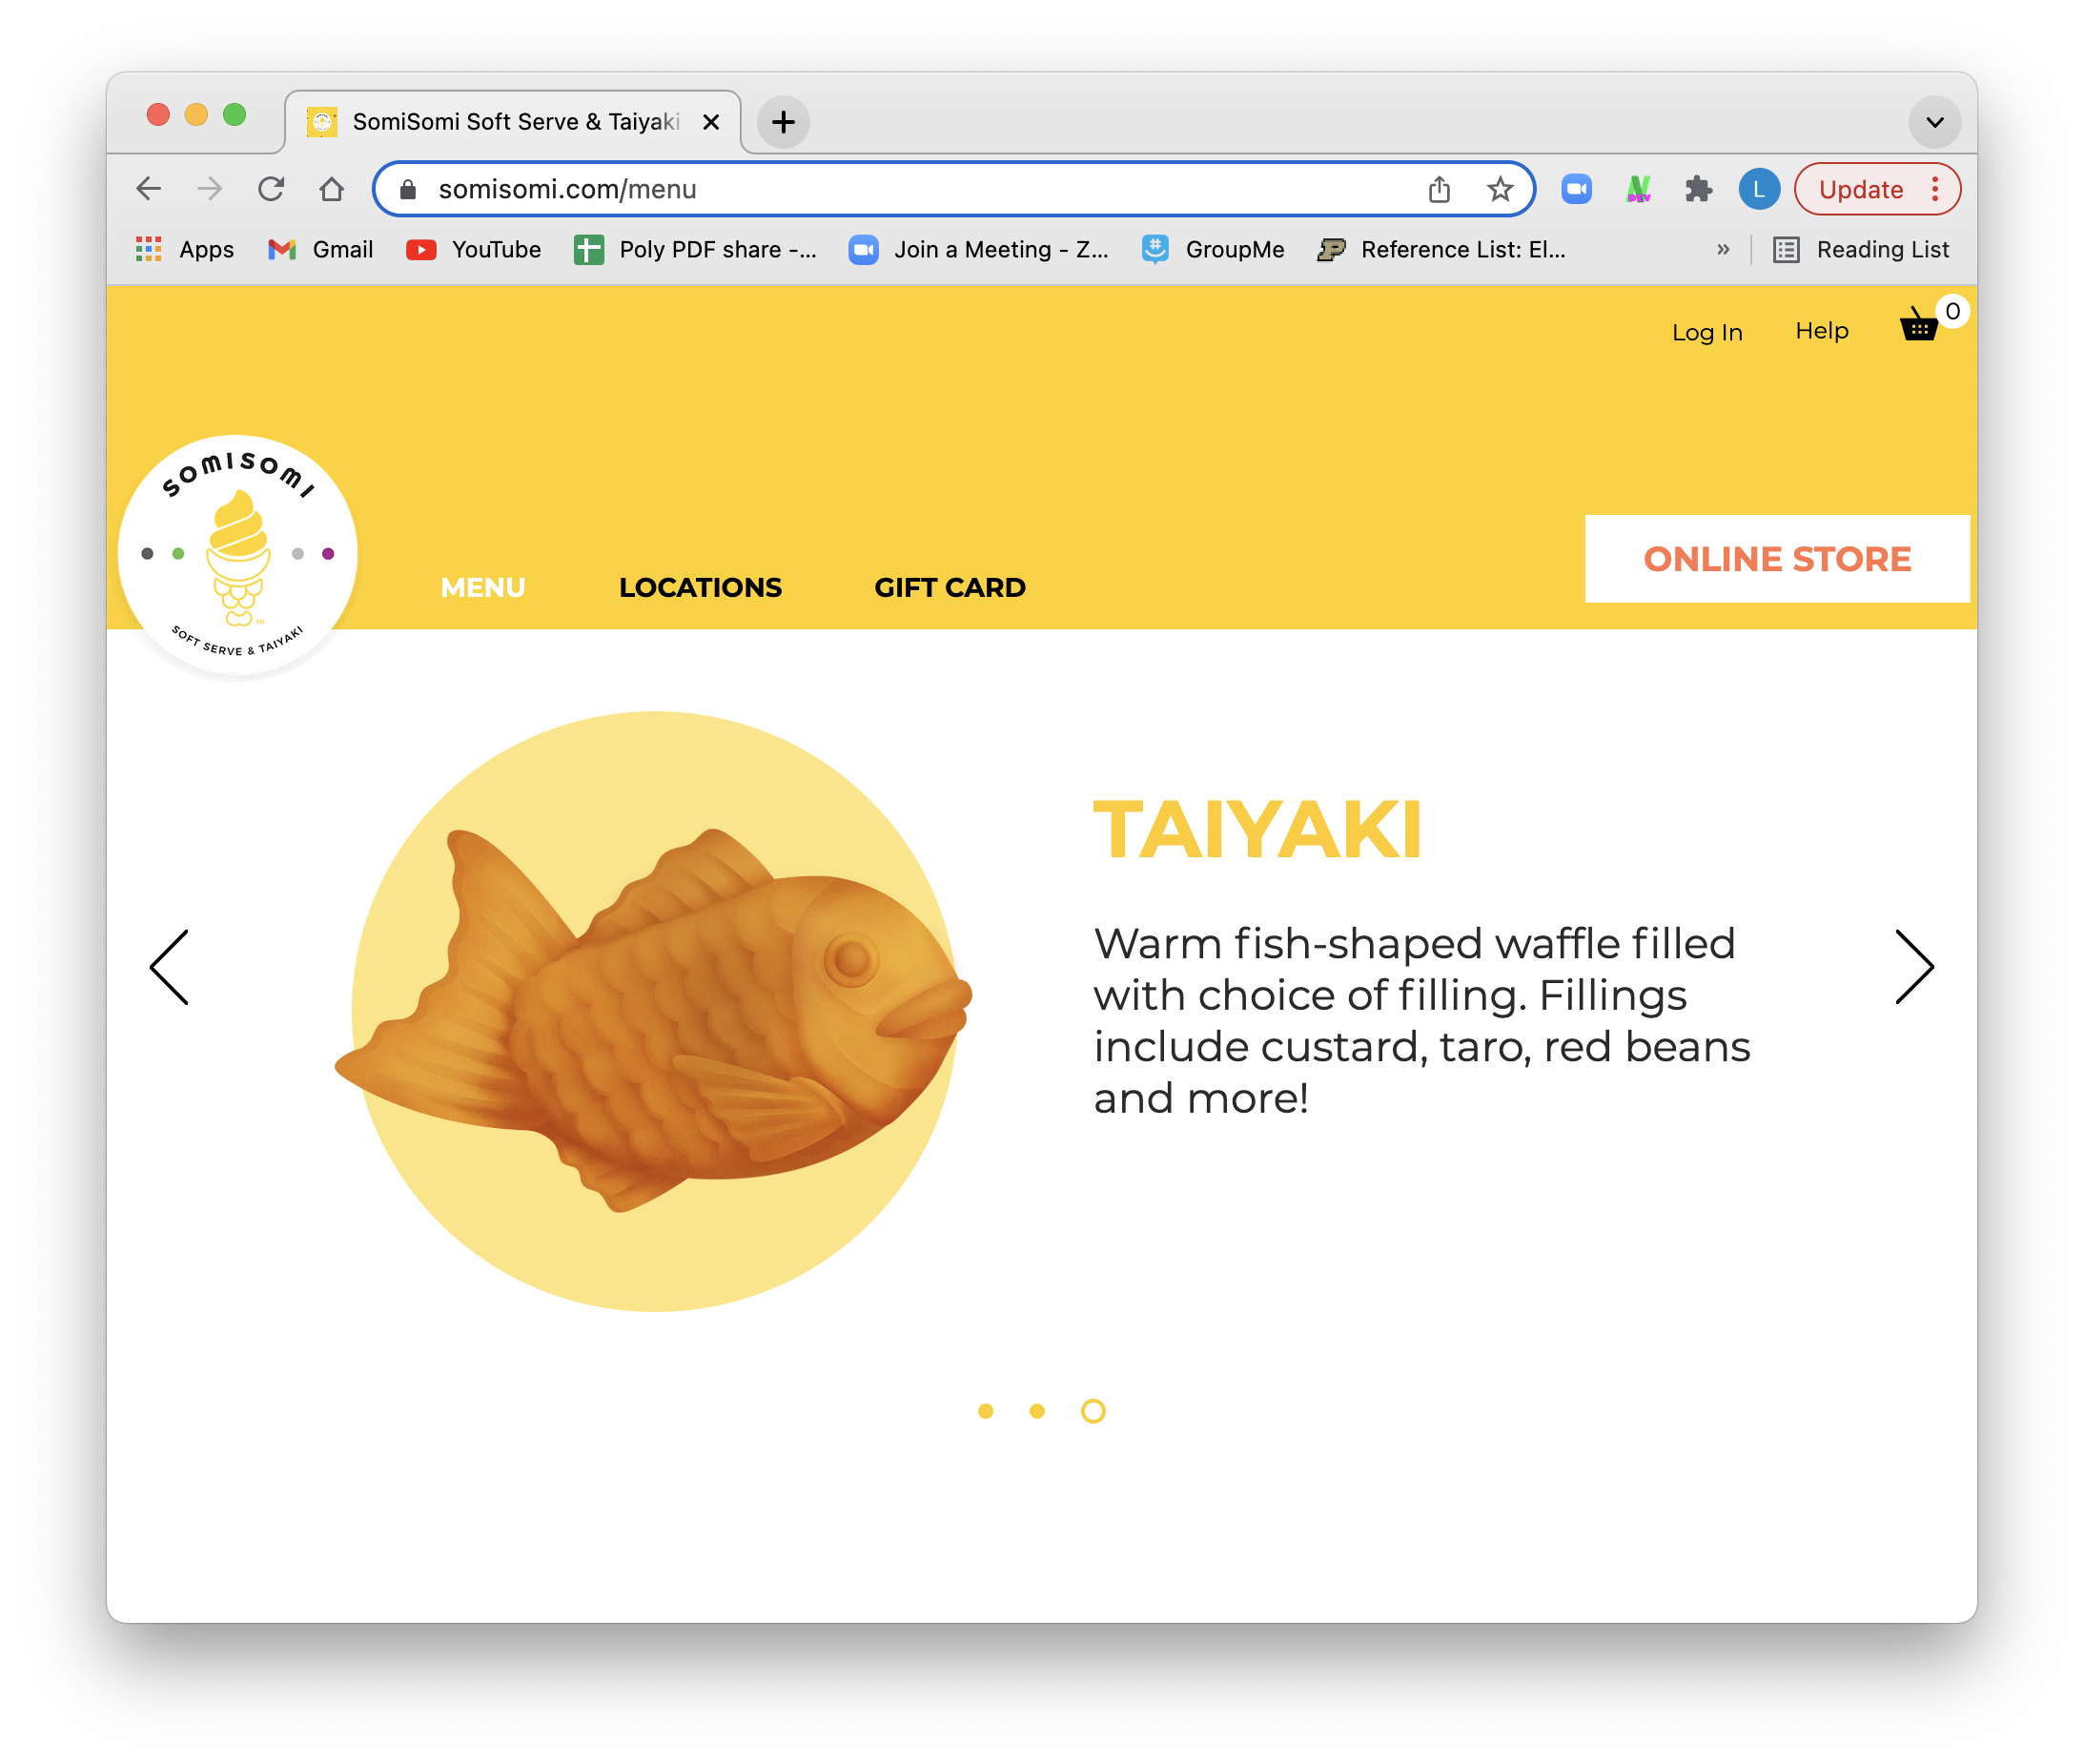 SomiSomi Soft Serve & Taiyaki
somisomi.com/menu
Update
Apps
Gmail
YouTube
Poly PDF share -...
Join a Meeting - Z...
GroupMe
Reference List: El...
»
Reading List
L
Log In
Help
0
SOMISOMI
TM
SOFT SERVE & TAIYAKI
MENU
LOCATIONS
GIFT CARD
ONLINE STORE
TAIYAKI
Warm fish-shaped waffle filled
with choice of filling. Fillings
include custard, taro, red beans
and more!